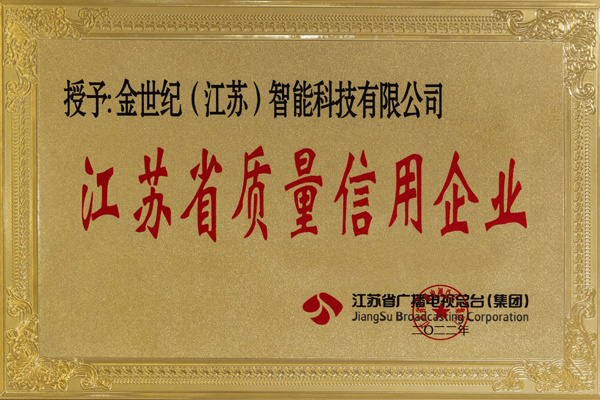 授予:金世纪（江苏）智能科技有限公司
江苏省质量信用企业
江苏省广播电视总台(集团)
JiangSu Broadcasting Corporation
二〇二二年